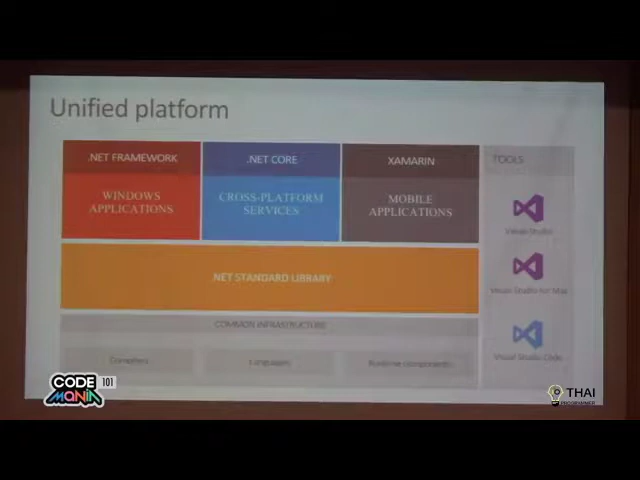 Unified platform
.NET FRAMEWORK
.NET CORE
XAMARIN
TOOLS
WINDOWS
APPLICATIONS
CROSS-PLATFORM
SERVICES
MOBILE
APPLICATIONS
Visual Studio
.NET STANDARD LIBRARY
Visual Studio for Mac
COMMON INFRASTRUCTURE
Compilers
Languages
Runtime components
Visual Studio Code
CODE
MANIA
101
THAI
PROGRAMMER